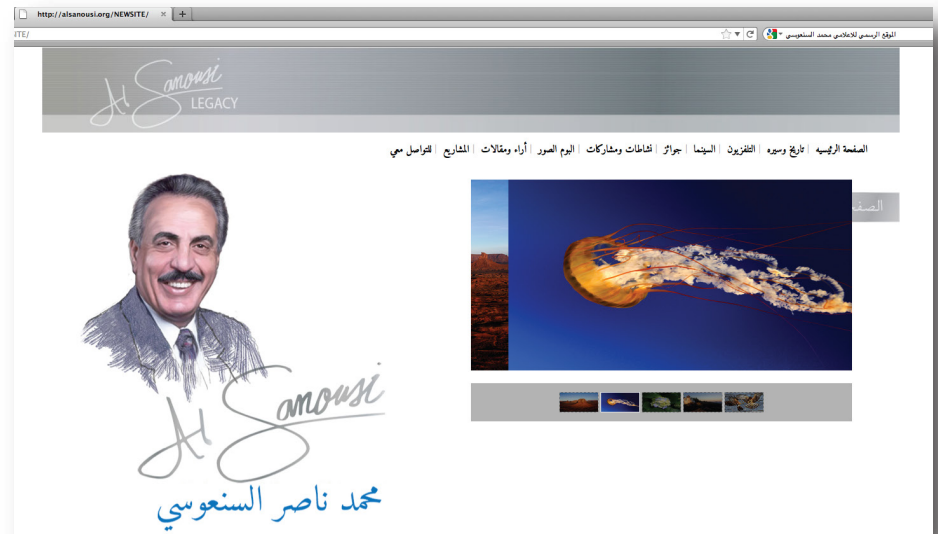 http://alsanousi.org/NEWSITE/
ITE/
الموقع الرسمي للاعلامي محمد السنعوسي
Al Sanousi
LEGACY
الصفحة الرئيسيه | تاريخ وسيره | التلفزيون | السينما | جوائز | نشاطات ومشاركات | البوم الصور | أراء ومقالات | المشاريع | للتواصل معي
الصف
Al Sanousi
محمد ناصر السنعوسي